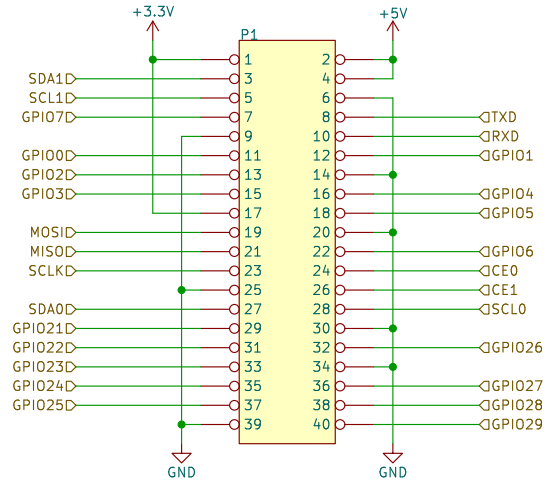 +3.3V +5V
P1
1 2
SDA1 3 4
SCL1 5 6
GPIO7 7 8 TXD
9 10 RXD
GPIO0 11 12 GPIO1
GPIO2 13 14
GPIO3 15 16 GPIO4
17 18 GPIO5
MOSI 19 20
MISO 21 22 GPIO6
SCLK 23 24 CE0
25 26 CE1
SDA0 27 28 SCL0
GPIO21 29 30
GPIO22 31 32 GPIO26
GPIO23 33 34
GPIO24 35 36 GPIO27
GPIO25 37 38 GPIO28
39 40 GPIO29
GND GND